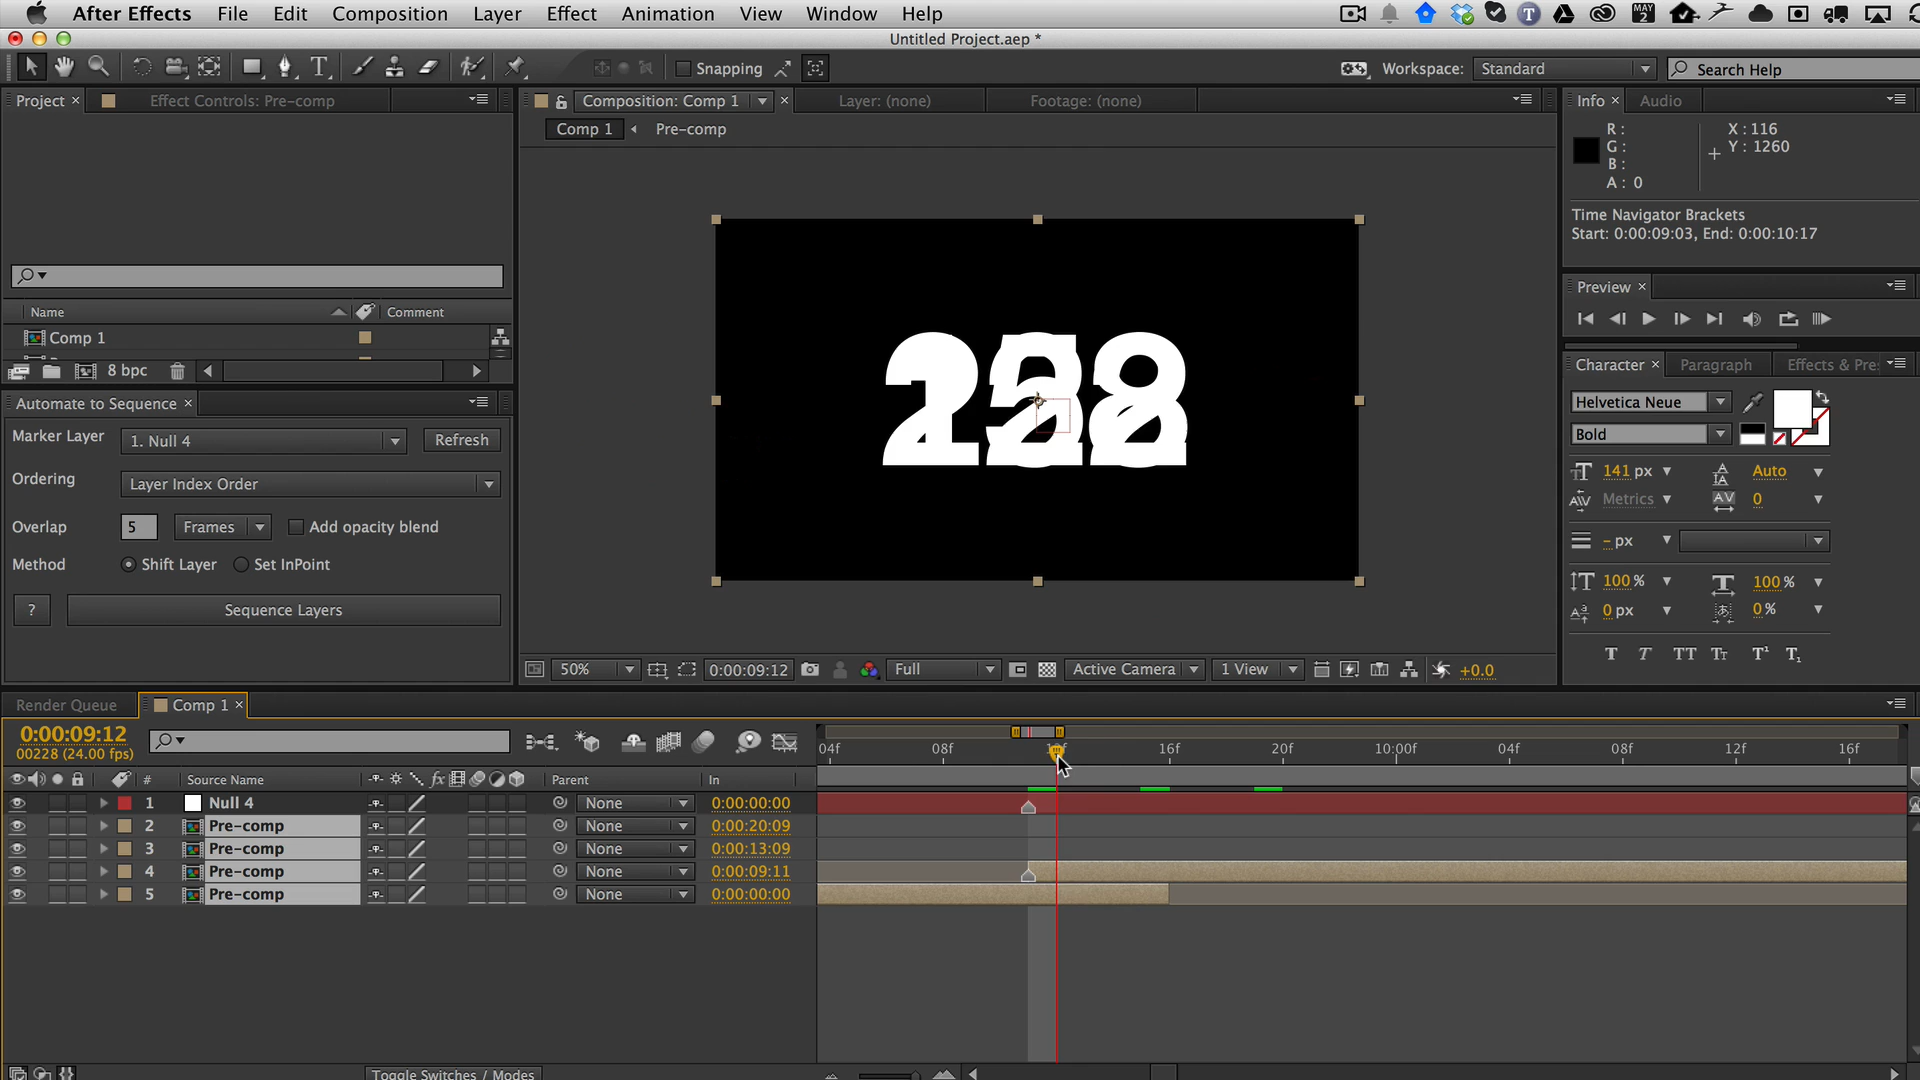 After Effects File Edit Composition Layer Effect Animation View Window Help MAY 2
Untitled Project.aep *
Snapping Workspace: Standard Search Help
Project × Effect Controls: Pre-comp
Composition: Comp 1 × Layer: (none) Footage: (none)
Info × Audio
Comp 1 Pre-comp
R :
G :
B :
A : 0
X : 116
Y : 1260
Time Navigator Brackets
Start: 0:00:09:03, End: 0:00:10:17
Name Comment
Comp 1
8 bpc
Preview ×
Character × Paragraph Effects & Pre
Helvetica Neue
Bold
141 px Auto
Metrics 0
- px
100 % 100 %
0 px 0 %
T T TT Tt T¹ T₁
Automate to Sequence ×
Marker Layer 1. Null 4 Refresh
Ordering Layer Index Order
Overlap 5 Frames Add opacity blend
Method Shift Layer Set InPoint
? Sequence Layers
50% 0:00:09:12 Full Active Camera 1 View +0.0
Render Queue Comp 1 ×
0:00:09:12
00228 (24.00 fps)
04f 08f 12f 16f 20f 10:00f 04f 08f 12f 16f
# Source Name fx Parent In
1 Null 4 None 0:00:00:00
2 Pre-comp None 0:00:20:09
3 Pre-comp None 0:00:13:09
4 Pre-comp None 0:00:09:11
5 Pre-comp None 0:00:00:00
Toggle Switches / Modes